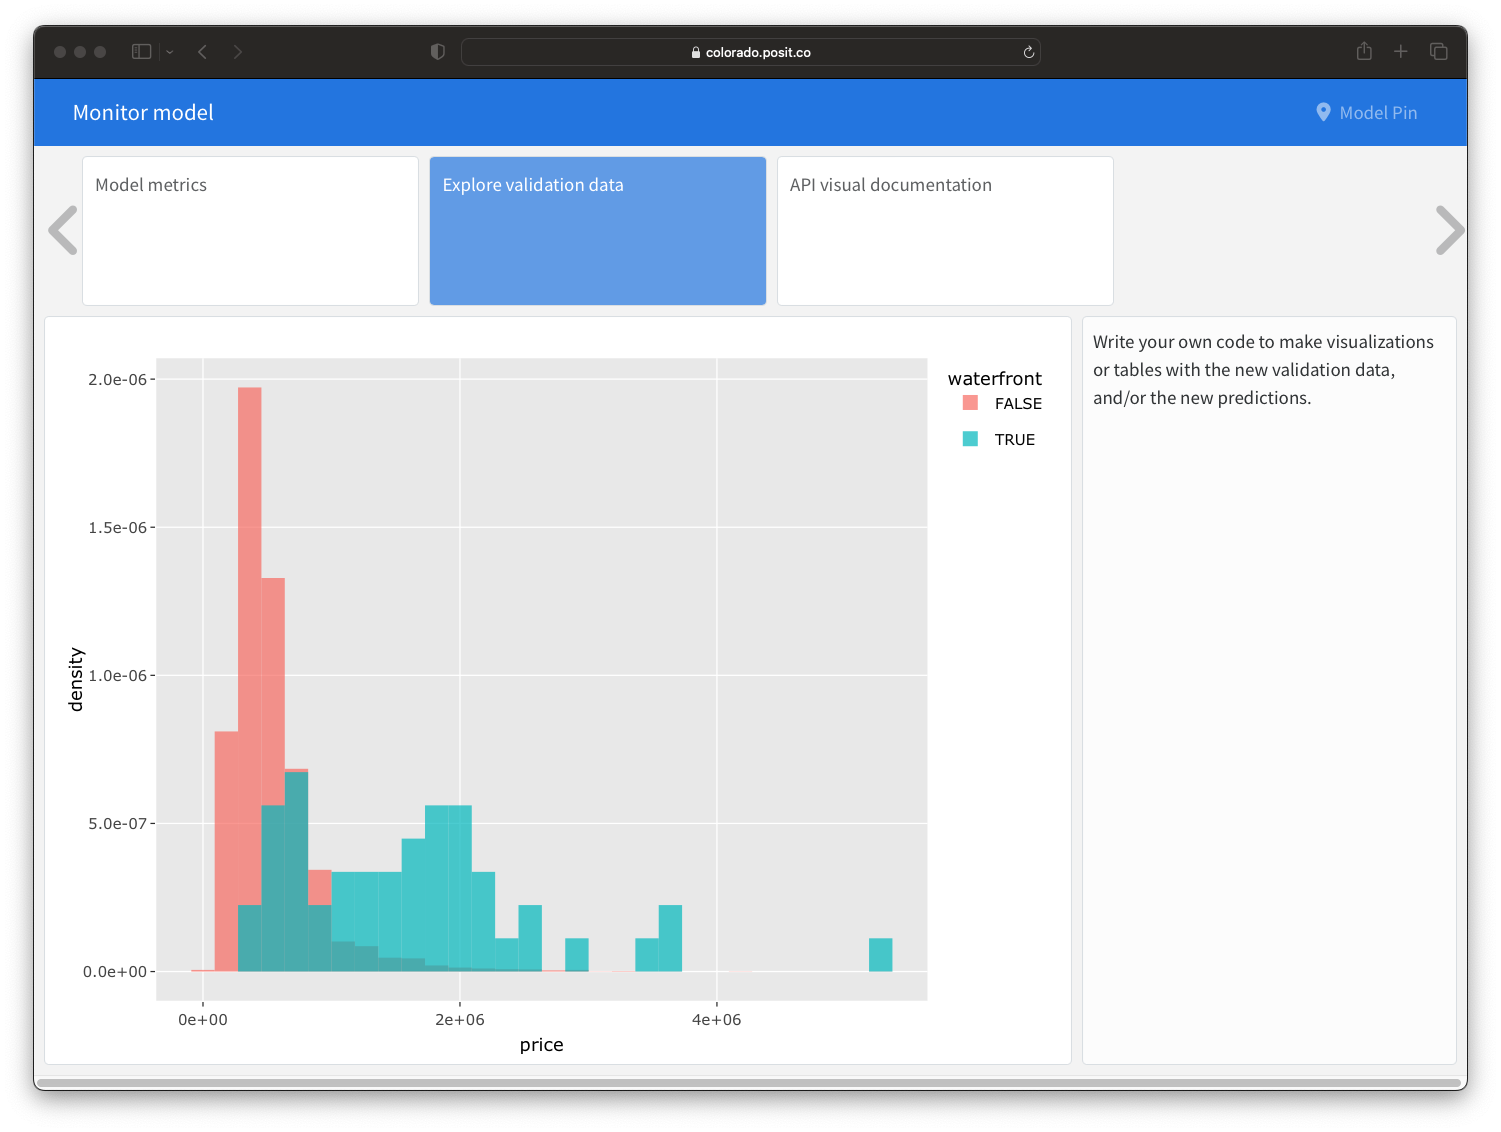 colorado.posit.co
Monitor model
Model Pin
Model metrics
Explore validation data
API visual documentation
2.0e-06
1.5e-06
1.0e-06
5.0e-07
0.0e+00
density
0e+00
2e+06
4e+06
price
waterfront
FALSE
TRUE
Write your own code to make visualizations
or tables with the new validation data,
and/or the new predictions.